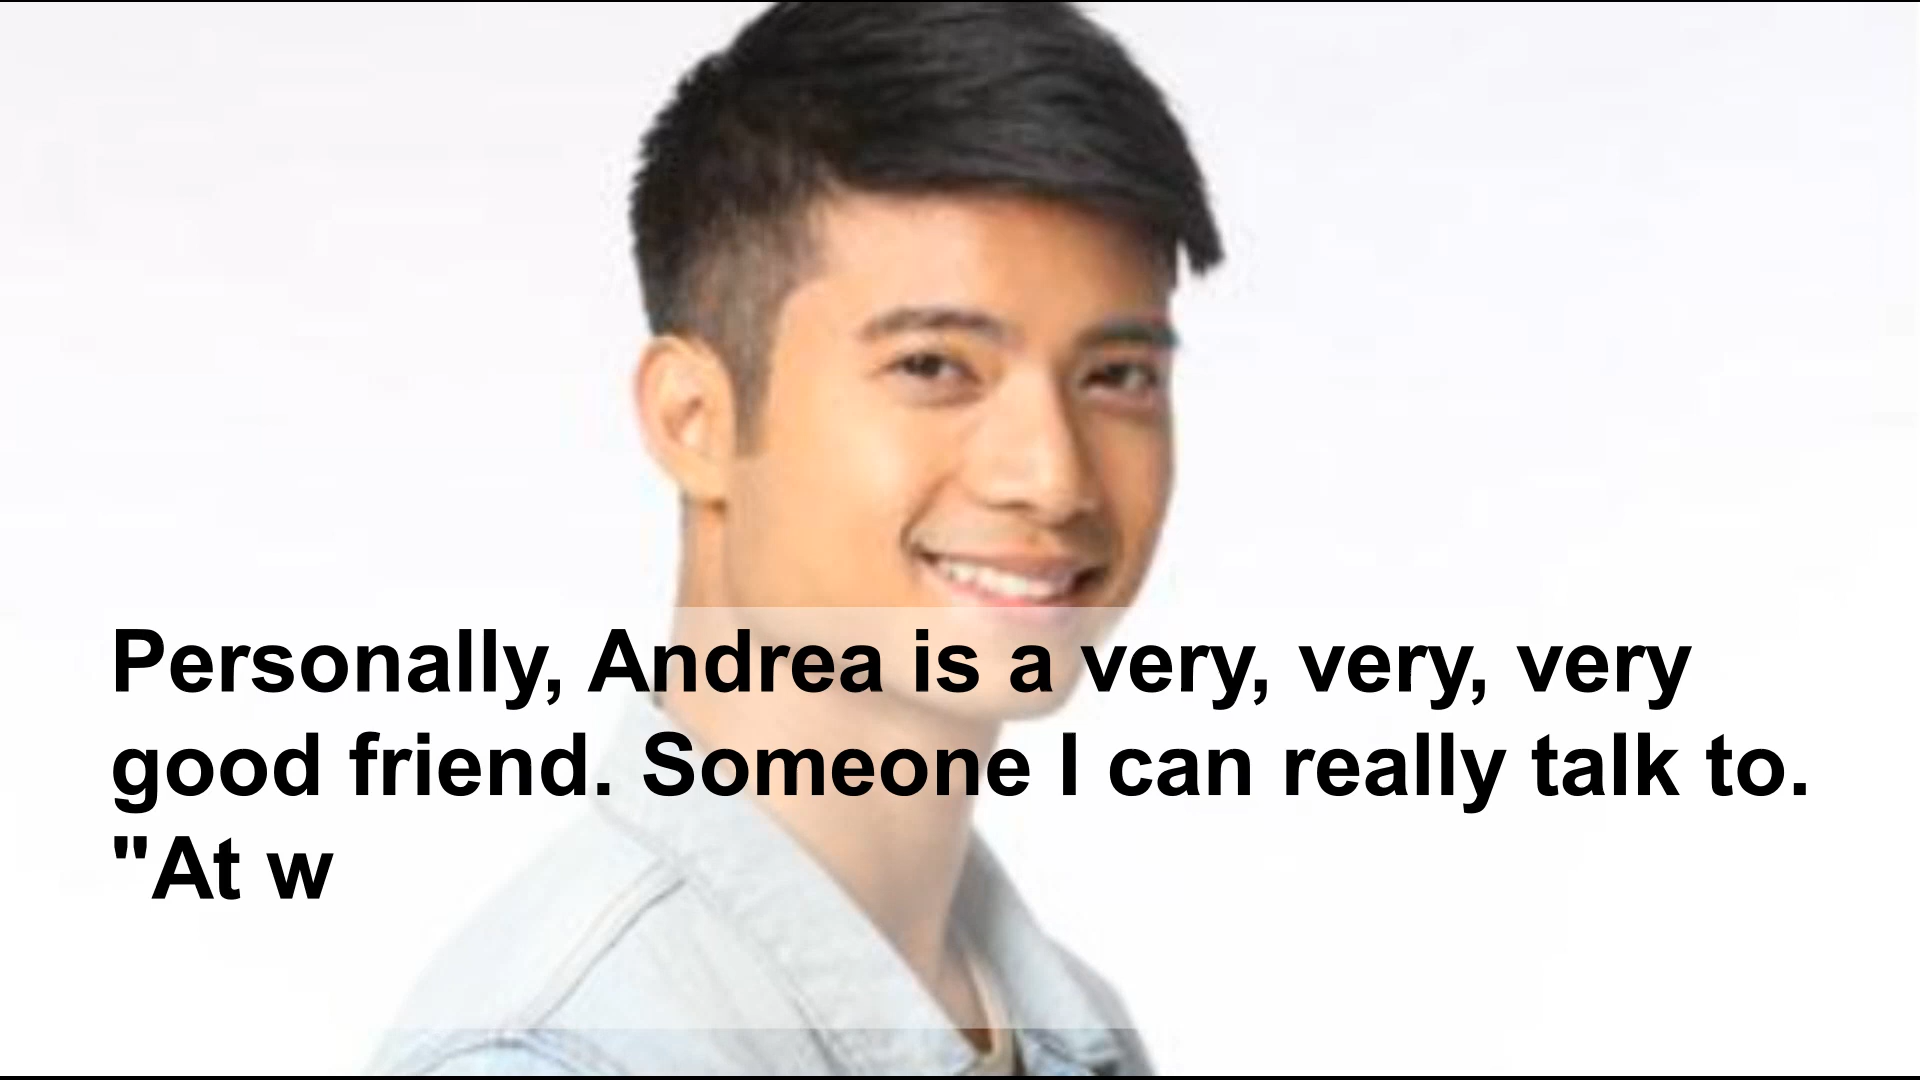 Personally, Andrea is a very, very, very
good friend. Someone I can really talk to.
"At w